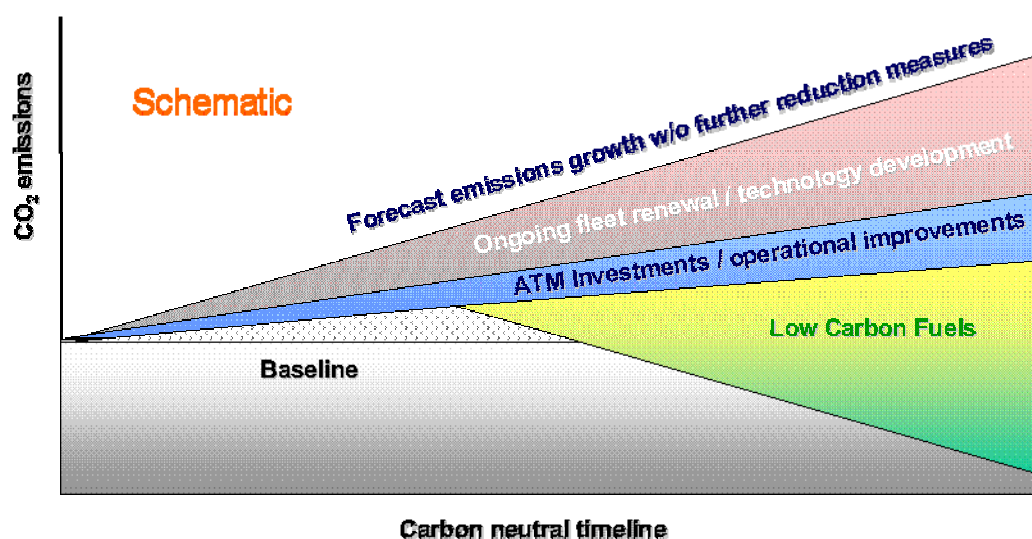 Schematic
CO₂ emissions
Forecast emissions growth w/o further reduction measures
Ongoing fleet renewal / technology development
ATM Investments / operational improvements
Low Carbon Fuels
Baseline
Carbon neutral timeline